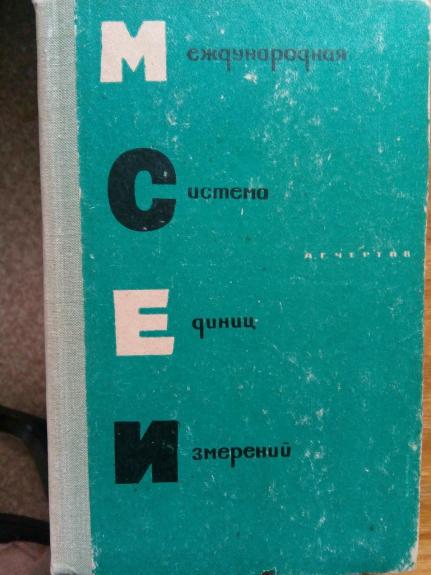 Международная
Система
А. Г. ЧЕРТОВ
Единиц
Измерений